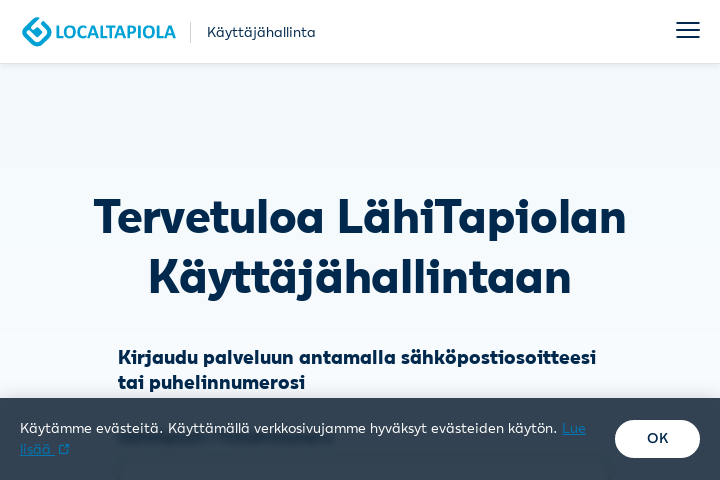 LOCALTAPIOLA
Käyttäjähallinta
Tervetuloa LähiTapiolan
Käyttäjähallintaan
Kirjaudu palveluun antamalla sähköpostiosoitteesi
tai puhelinnumerosi
Käytämme evästeitä. Käyttämällä verkkosivujamme hyväksyt evästeiden käytön. Lue
lisää
OK